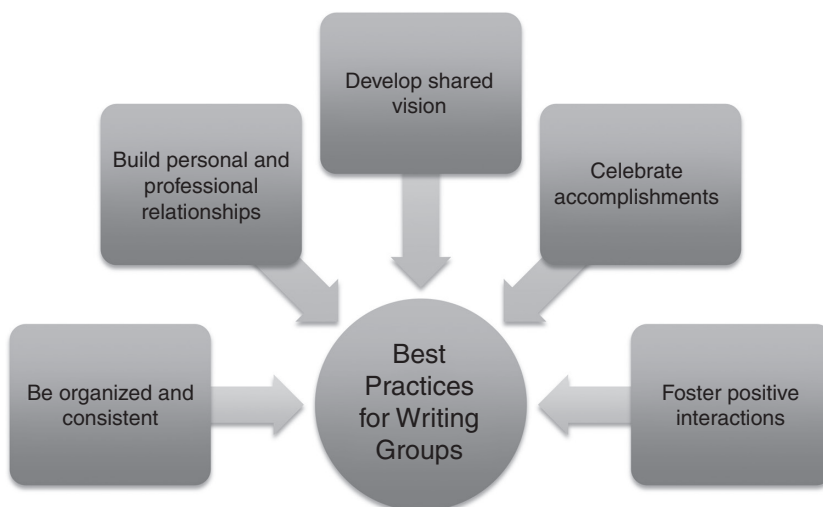 Develop shared
vision
Build personal and
professional
relationships
Celebrate
accomplishments
Be organized and
consistent
Best
Practices
for Writing
Groups
Foster positive
interactions